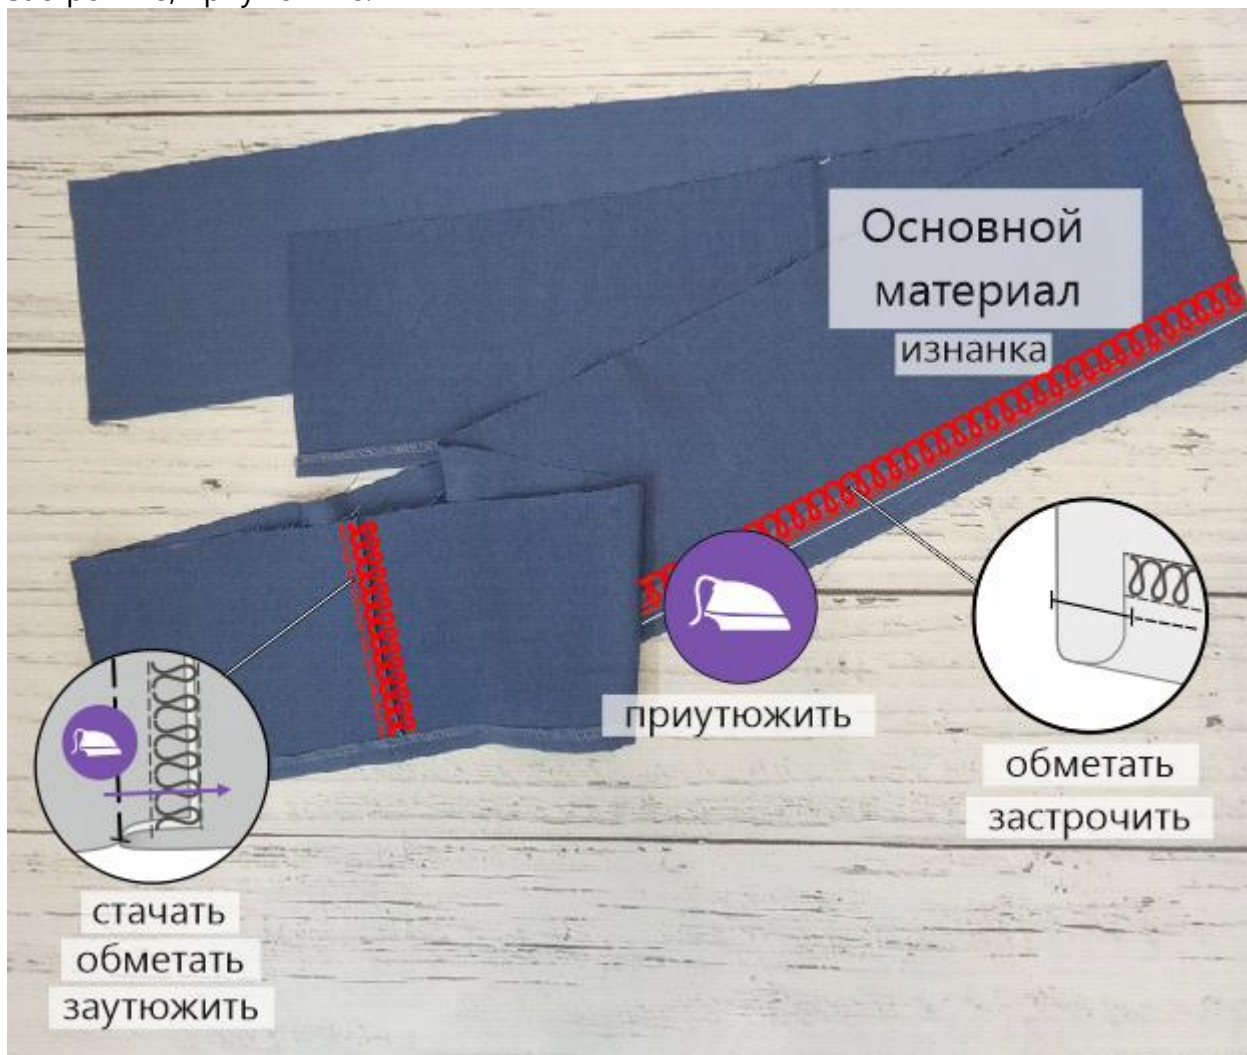 Основной
материал
изнанка
приутюжить
обметать
застрочить
стачать
обметать
заутюжить